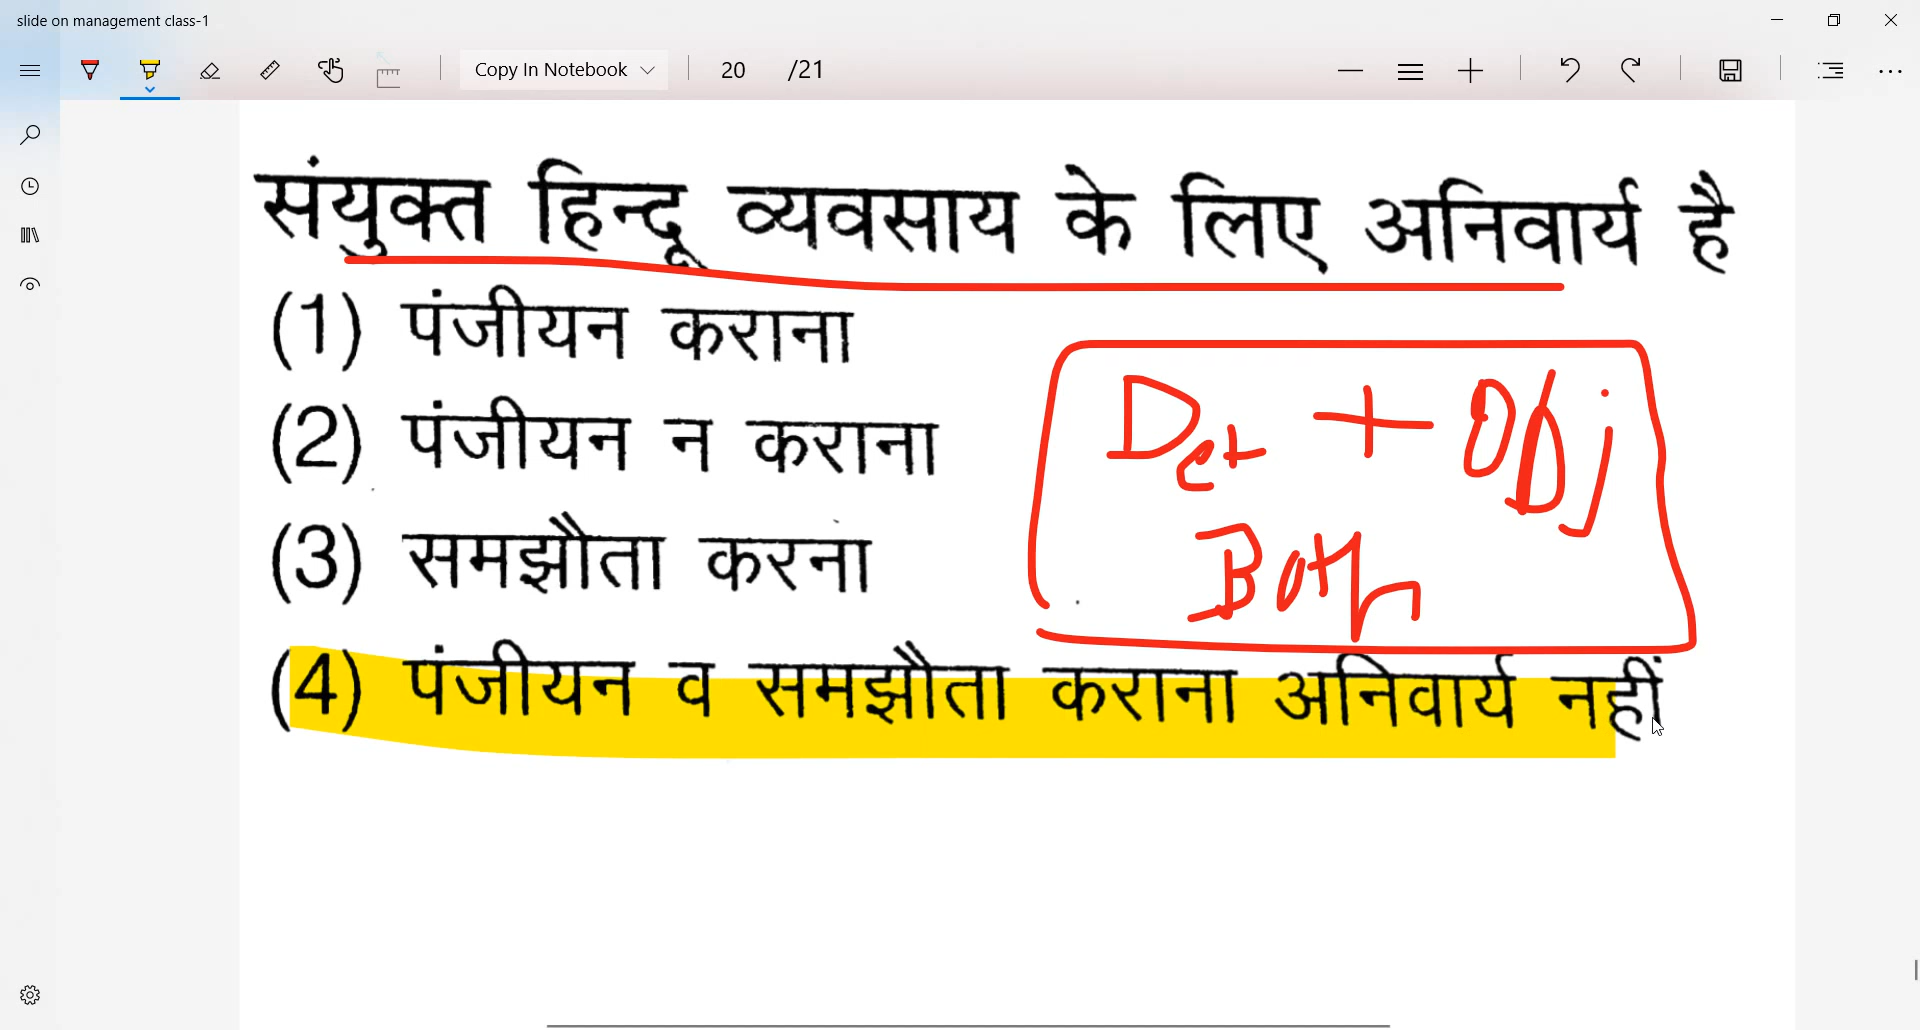 slide on management class-1
Copy In Notebook
20 /21
संयुक्त हिन्दू व्यवसाय के लिए अनिवार्य है
(1) पंजीयन कराना
(2) पंजीयन न कराना
(3) समझौता करना
Det + Obj
Both
(4) पंजीयन व समझौता कराना अनिवार्य नहीं